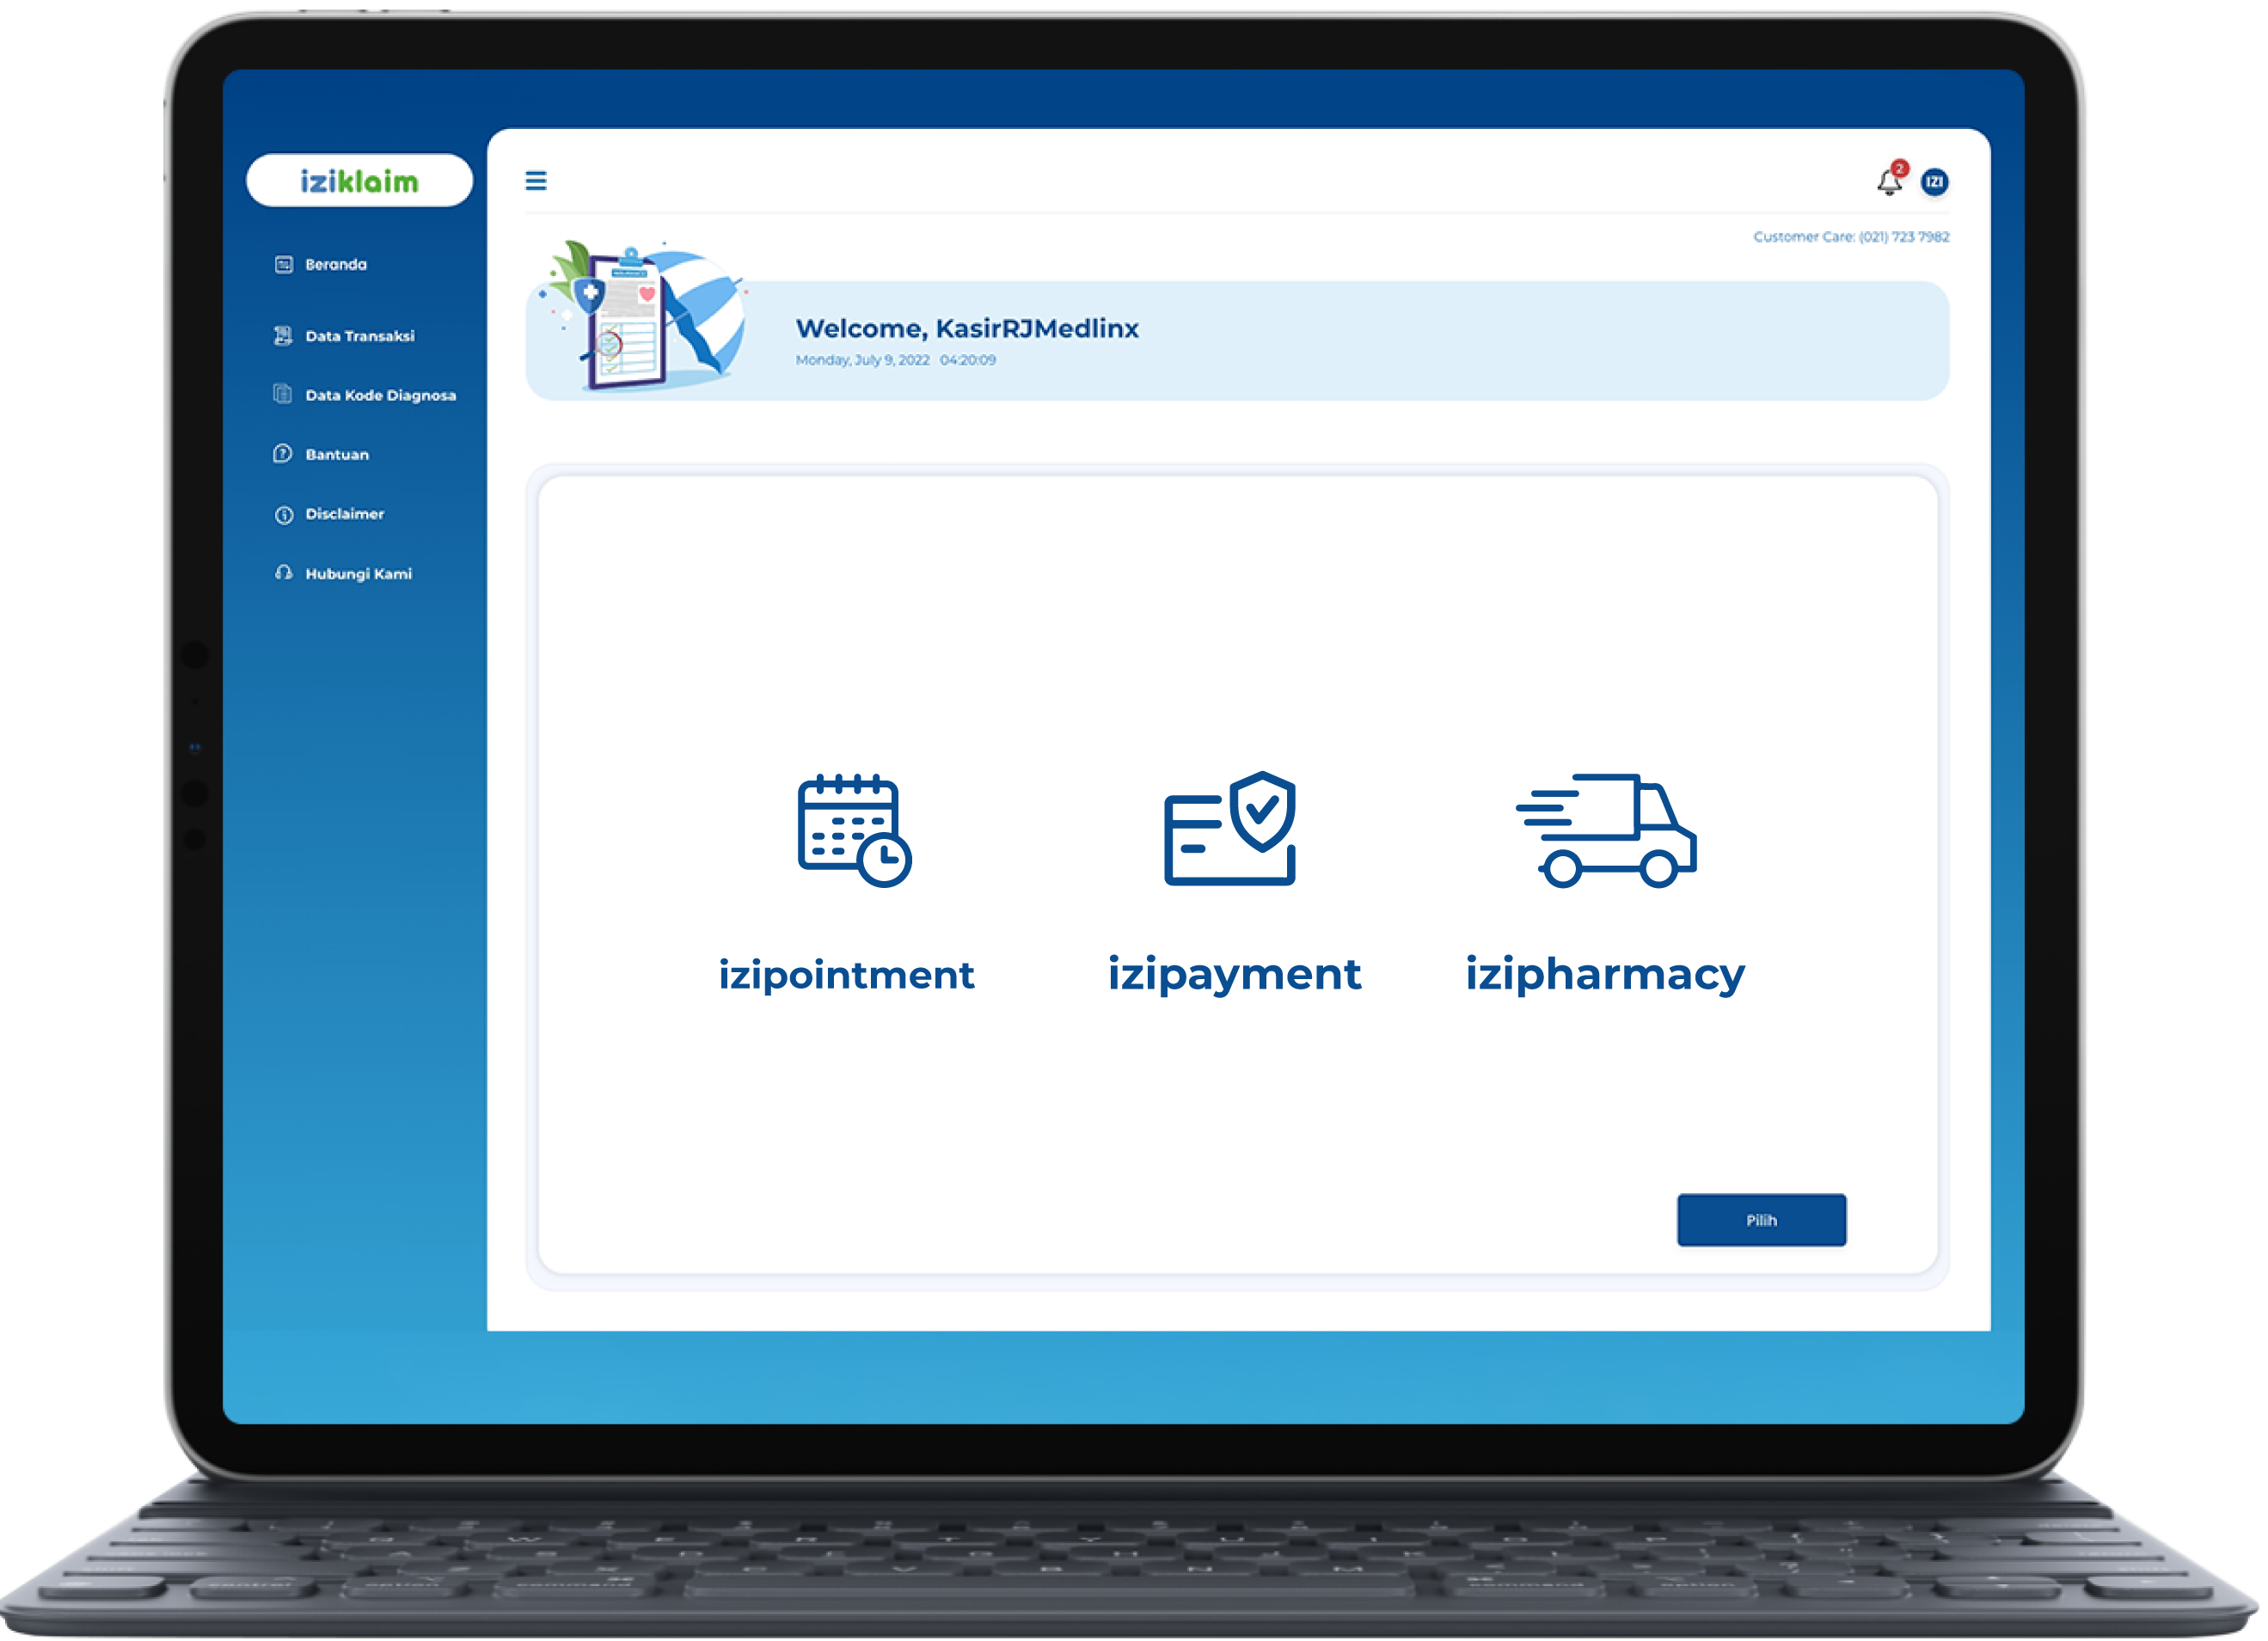 iziklaim
2
IZI
Customer Care: (021) 723 7982
Beranda
Data Transaksi
Data Kode Diagnosa
Bantuan
Disclaimer
Hubungi Kami
Welcome, KasirRJMedlinx
Monday, July 9, 2022 04:20:09
izipointment
izipayment
izipharmacy
Pilih